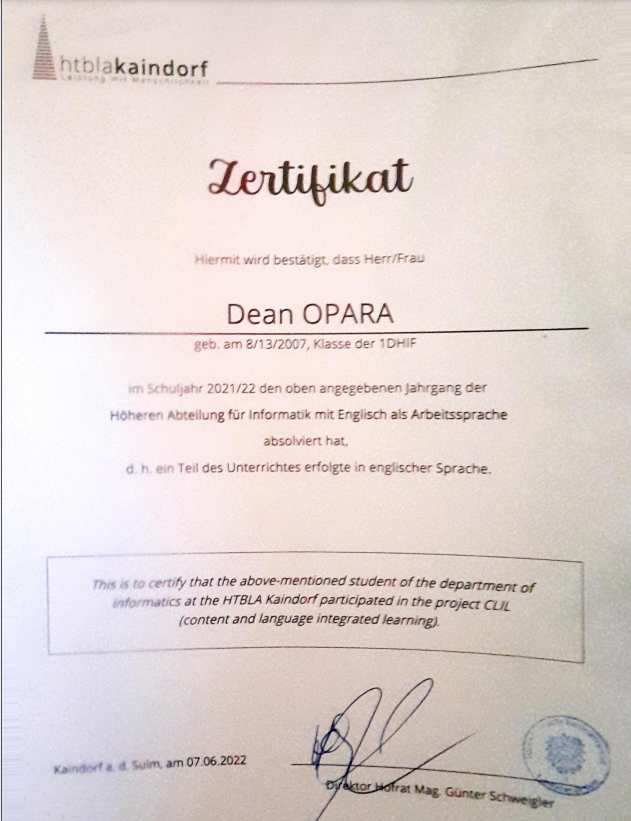 htblakaindorf
Leistung mit Menschlichkeit
Zertifikat
Hiermit wird bestätigt, dass Herr/Frau
Dean OPARA
geb. am 8/13/2007, Klasse der 1DHIF
im Schuljahr 2021/22 den oben angegebenen Jahrgang der
Höheren Abteilung für Informatik mit Englisch als Arbeitssprache
absolviert hat,
d. h. ein Teil des Unterrichtes erfolgte in englischer Sprache.
This is to certify that the above-mentioned student of the department of
informatics at the HTBLA Kaindorf participated in the project CLIL
(content and language integrated learning).
Kaindorf a. d. Sulm, am 07.06.2022
Direktor Hofrat Mag. Günter Schweigler